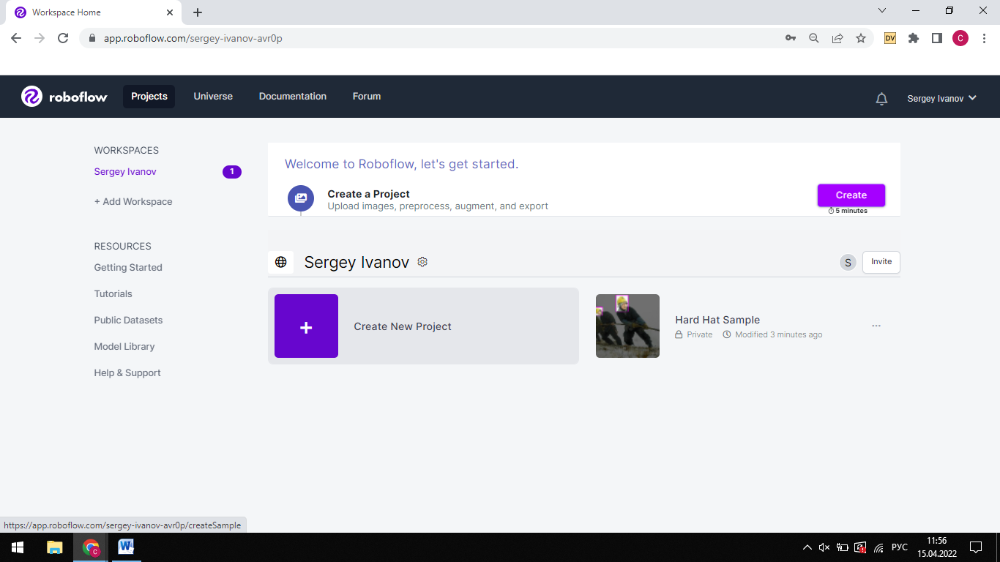 Workspace Home
app.roboflow.com/sergey-ivanov-avr0p
DV
C
roboflow
Projects
Universe
Documentation
Forum
Sergey Ivanov
WORKSPACES
Sergey Ivanov
1
+ Add Workspace
RESOURCES
Getting Started
Tutorials
Public Datasets
Model Library
Help & Support
Welcome to Roboflow, let's get started.
Create a Project
Upload images, preprocess, augment, and export
Create
5 minutes
Sergey Ivanov
S
Invite
+
Create New Project
Hard Hat Sample
Private
Modified 3 minutes ago
https://app.roboflow.com/sergey-ivanov-avr0p/createSample
C
W
РУС
11:56
15.04.2022